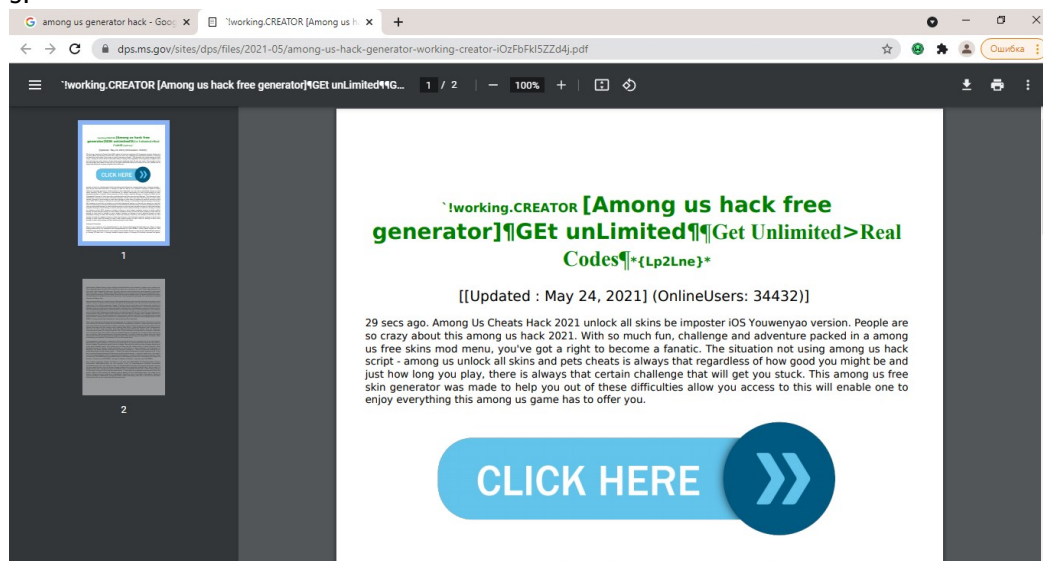 among us generator hack - Goog
`!working.CREATOR [Among us h
dps.ms.gov/sites/dps/files/2021-05/among-us-hack-generator-working-creator-iOzFbFkI5ZZd4j.pdf
Ошибка
`!working.CREATOR [Among us hack free generator]¶GEt unLimited¶¶G...
1 / 2
100%
CLICK HERE
1
2
`!working.CREATOR [Among us hack free
generator]¶GEt unLimited¶¶Get Unlimited>Real
Codes¶*{Lp2Lne}*
[[Updated : May 24, 2021] (OnlineUsers: 34432)]
29 secs ago. Among Us Cheats Hack 2021 unlock all skins be imposter iOS Youwenyao version. People are
so crazy about this among us hack 2021. With so much fun, challenge and adventure packed in a among
us free skins mod menu, you've got a right to become a fanatic. The situation not using among us hack
script - among us unlock all skins and pets cheats is always that regardless of how good you might be and
just how long you play, there is always that certain challenge that will get you stuck. This among us free
skin generator was made to help you out of these difficulties allow you access to this will enable one to
enjoy everything this among us game has to offer you.
CLICK HERE